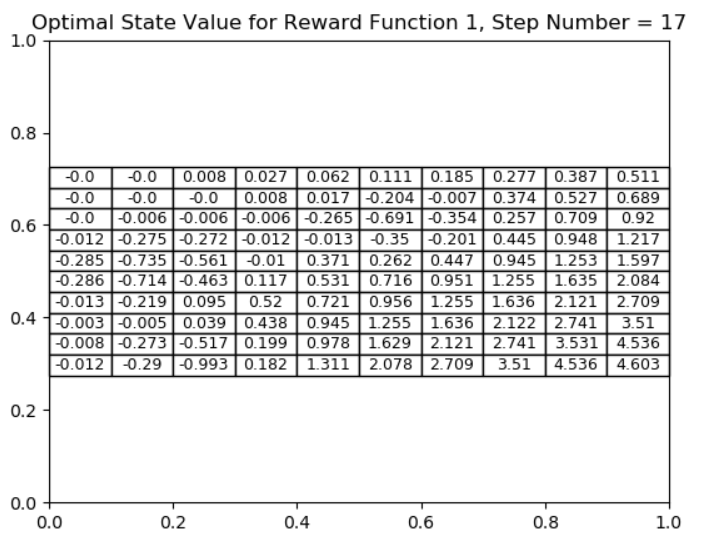 Optimal State Value for Reward Function 1, Step Number = 17
1.0
0.8
-0.0 -0.0 0.008 0.027 0.062 0.111 0.185 0.277 0.387 0.511
-0.0 -0.0 -0.0 0.008 0.017 -0.204 -0.007 0.374 0.527 0.689
0.6
-0.0 -0.006 -0.006 -0.006 -0.265 -0.691 -0.354 0.257 0.709 0.92
-0.012 -0.275 -0.272 -0.012 -0.013 -0.35 -0.201 0.445 0.948 1.217
-0.285 -0.735 -0.561 -0.01 0.371 0.262 0.447 0.945 1.253 1.597
-0.286 -0.714 -0.463 0.117 0.531 0.716 0.951 1.255 1.635 2.084
-0.013 -0.219 0.095 0.52 0.721 0.956 1.255 1.636 2.121 2.709
0.4
-0.003 -0.005 0.039 0.438 0.945 1.255 1.636 2.122 2.741 3.51
-0.008 -0.273 -0.517 0.199 0.978 1.629 2.121 2.741 3.531 4.536
-0.012 -0.29 -0.993 0.182 1.311 2.078 2.709 3.51 4.536 4.603
0.2
0.0
0.0 0.2 0.4 0.6 0.8 1.0